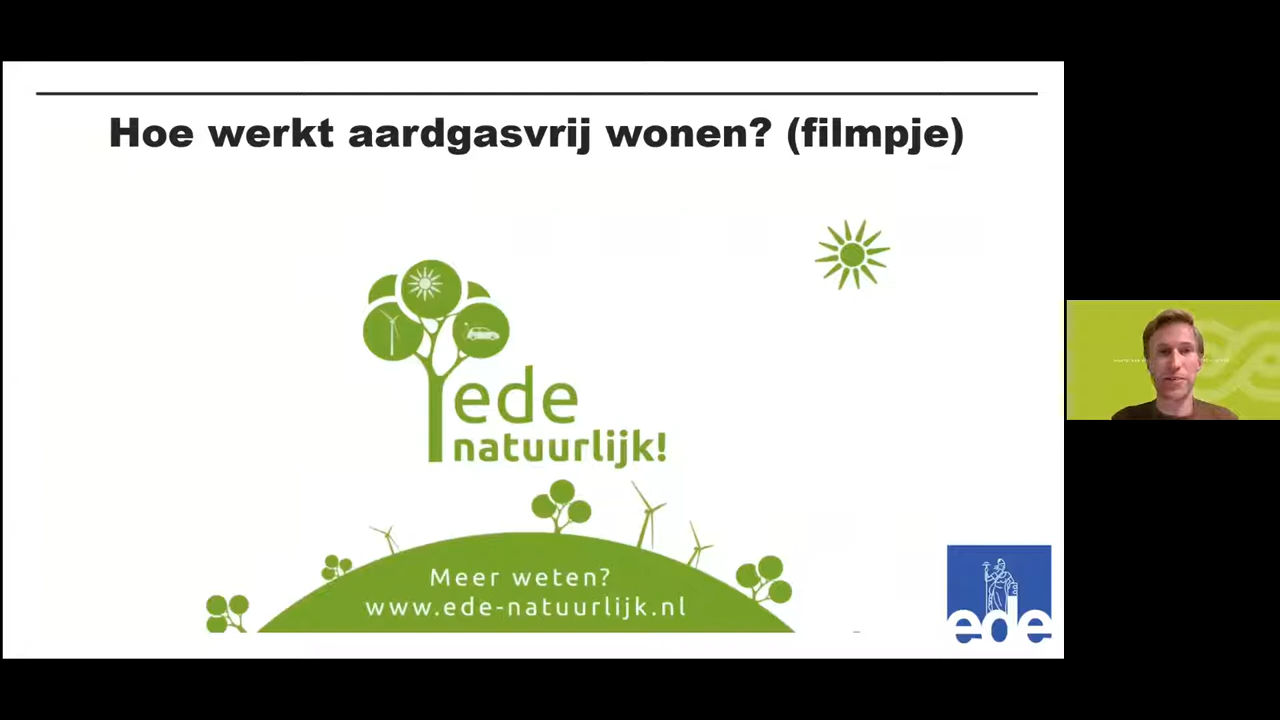 Hoe werkt aardgasvrij wonen? (filmpje)
ede
natuurlijk!
Meer weten?
www.ede-natuurlijk.nl
ede